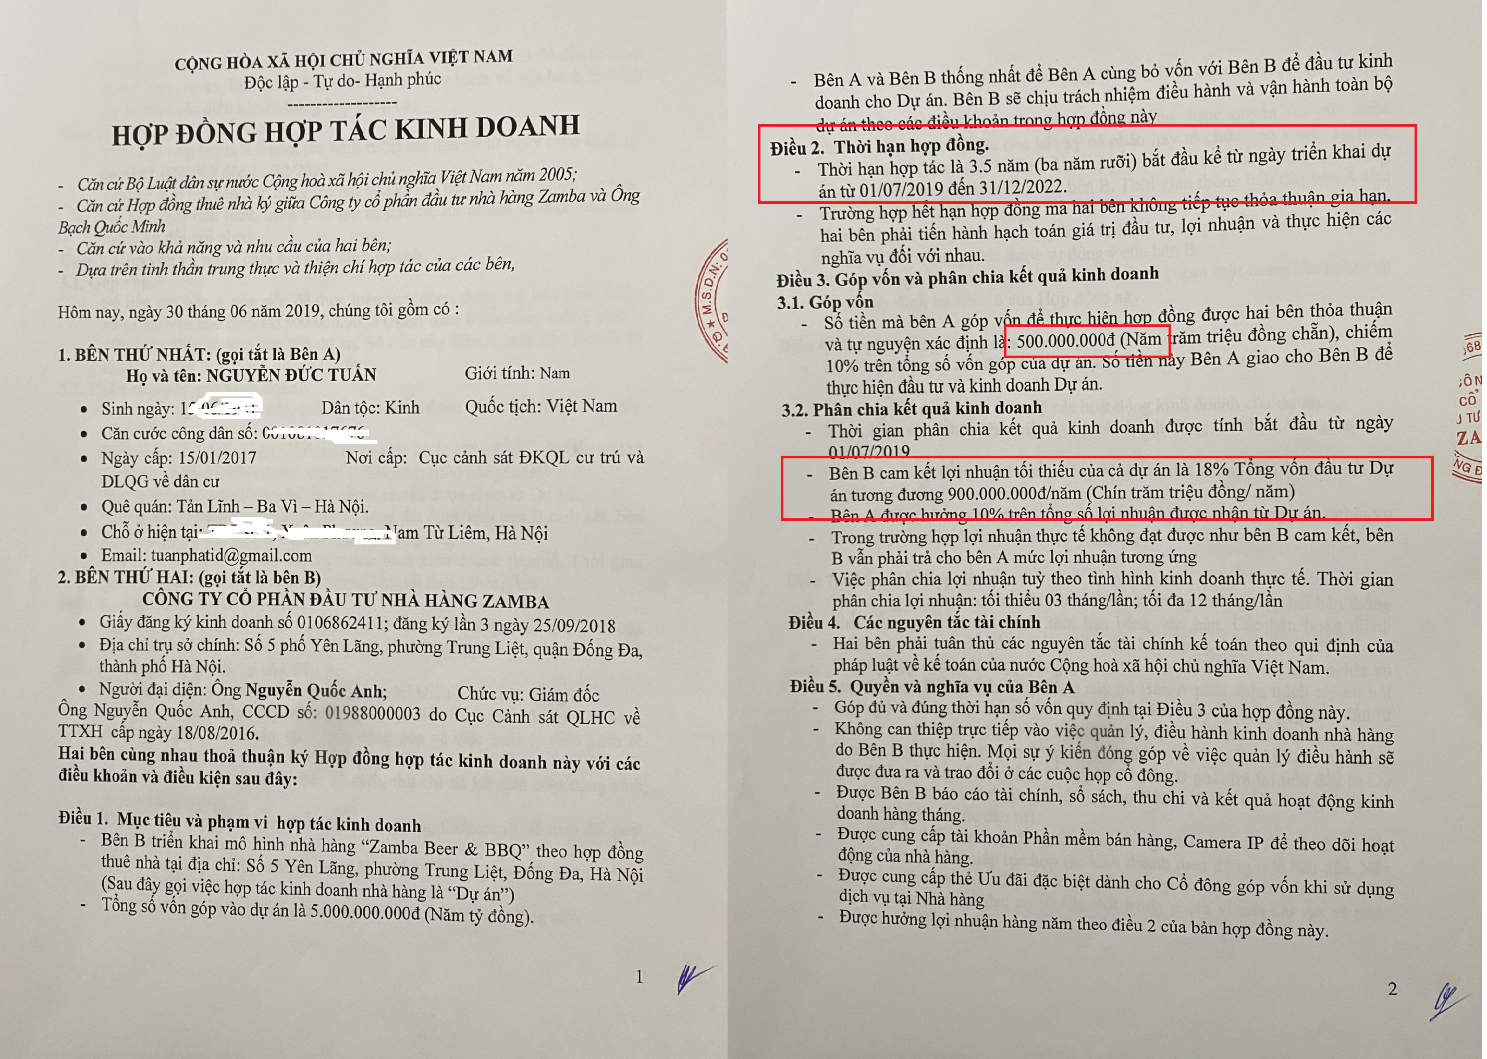 CỘNG HÒA XÃ HỘI CHỦ NGHĨA VIỆT NAM
Độc lập - Tự do- Hạnh phúc
-------------------
HỢP ĐỒNG HỢP TÁC KINH DOANH
- Căn cứ Bộ Luật dân sự nước Cộng hoà xã hội chủ nghĩa Việt Nam năm 2005;
- Căn cứ Hợp đồng thuê nhà ký giữa Công ty cổ phần đầu tư nhà hàng Zamba và Ông
Bạch Quốc Minh
- Căn cứ vào khả năng và nhu cầu của hai bên;
- Dựa trên tinh thần trung thực và thiện chí hợp tác của các bên,
Hôm nay, ngày 30 tháng 06 năm 2019, chúng tôi gồm có :
1. BÊN THỨ NHẤT: (gọi tắt là Bên A)
Họ và tên: NGUYỄN ĐỨC TUẤN Giới tính: Nam
• Sinh ngày: Dân tộc: Kinh Quốc tịch: Việt Nam
• Căn cước công dân số:
• Ngày cấp: 15/01/2017 Nơi cấp: Cục cảnh sát ĐKQL cư trú và
DLQG về dân cư
• Quê quán: Tản Lĩnh – Ba Vì – Hà Nội.
• Chỗ ở hiện tại: Nam Từ Liêm, Hà Nội
• Email: tuanphatid@gmail.com
2. BÊN THỨ HAI: (gọi tắt là bên B)
CÔNG TY CỔ PHẦN ĐẦU TƯ NHÀ HÀNG ZAMBA
• Giấy đăng ký kinh doanh số 0106862411; đăng ký lần 3 ngày 25/09/2018
• Địa chỉ trụ sở chính: Số 5 phố Yên Lãng, phường Trung Liệt, quận Đống Đa,
thành phố Hà Nội.
• Người đại diện: Ông Nguyễn Quốc Anh; Chức vụ: Giám đốc
Ông Nguyễn Quốc Anh, CCCD số: 01988000003 do Cục Cảnh sát QLHC về
TTXH cấp ngày 18/08/2016.
Hai bên cùng nhau thoả thuận ký Hợp đồng hợp tác kinh doanh này với các
điều khoản và điều kiện sau đây:
Điều 1. Mục tiêu và phạm vi hợp tác kinh doanh
- Bên B triển khai mô hình nhà hàng “Zamba Beer & BBQ” theo hợp đồng
thuê nhà tại địa chỉ: Số 5 Yên Lãng, phường Trung Liệt, Đống Đa, Hà Nội
(Sau đây gọi việc hợp tác kinh doanh nhà hàng là “Dự án”)
- Tổng số vốn góp vào dự án là 5.000.000.000đ (Năm tỷ đồng).
1
Q ★ M.S.D.N: 0
- Bên A và Bên B thống nhất để Bên A cùng bỏ vốn với Bên B để đầu tư kinh
doanh cho Dự án. Bên B sẽ chịu trách nhiệm điều hành và vận hành toàn bộ
dự án theo các điều khoản trong hợp đồng này
Điều 2. Thời hạn hợp đồng.
- Thời hạn hợp tác là 3.5 năm (ba năm rưỡi) bắt đầu kể từ ngày triển khai dự
án từ 01/07/2019 đến 31/12/2022.
- Trường hợp hết hạn hợp đồng mà hai bên không tiếp tục thỏa thuận gia hạn,
hai bên phải tiến hành hạch toán giá trị đầu tư, lợi nhuận và thực hiện các
nghĩa vụ đối với nhau.
Điều 3. Góp vốn và phân chia kết quả kinh doanh
3.1. Góp vốn
- Số tiền mà bên A góp vốn để thực hiện hợp đồng được hai bên thỏa thuận
và tự nguyện xác định là: 500.000.000đ (Năm trăm triệu đồng chẵn), chiếm
10% trên tổng số vốn góp của dự án. Số tiền này Bên A giao cho Bên B để
thực hiện đầu tư và kinh doanh Dự án.
3.2. Phân chia kết quả kinh doanh
- Thời gian phân chia kết quả kinh doanh được tính bắt đầu từ ngày
01/07/2019
- Bên B cam kết lợi nhuận tối thiểu của cả dự án là 18% Tổng vốn đầu tư Dự
án tương đương 900.000.000đ/năm (Chín trăm triệu đồng/ năm)
- Bên A được hưởng 10% trên tổng số lợi nhuận được nhận từ Dự án.
- Trong trường hợp lợi nhuận thực tế không đạt được như bên B cam kết, bên
B vẫn phải trả cho bên A mức lợi nhuận tương ứng
- Việc phân chia lợi nhuận tuỳ theo tình hình kinh doanh thực tế. Thời gian
phân chia lợi nhuận: tối thiểu 03 tháng/lần; tối đa 12 tháng/lần
Điều 4. Các nguyên tắc tài chính
- Hai bên phải tuân thủ các nguyên tắc tài chính kế toán theo qui định của
pháp luật về kế toán của nước Cộng hoà xã hội chủ nghĩa Việt Nam.
Điều 5. Quyền và nghĩa vụ của Bên A
- Góp đủ và đúng thời hạn số vốn quy định tại Điều 3 của hợp đồng này.
- Không can thiệp trực tiếp vào việc quản lý, điều hành kinh doanh nhà hàng
do Bên B thực hiện. Mọi sự ý kiến đóng góp về việc quản lý điều hành sẽ
được đưa ra và trao đổi ở các cuộc họp cổ đông.
- Được Bên B báo cáo tài chính, sổ sách, thu chi và kết quả hoạt động kinh
doanh hàng tháng.
- Được cung cấp tài khoản Phần mềm bán hàng, Camera IP để theo dõi hoạt
động của nhà hàng.
- Được cung cấp thẻ Ưu đãi đặc biệt dành cho Cổ đông góp vốn khi sử dụng
dịch vụ tại Nhà hàng
- Được hưởng lợi nhuận hàng năm theo điều 2 của bản hợp đồng này.
2